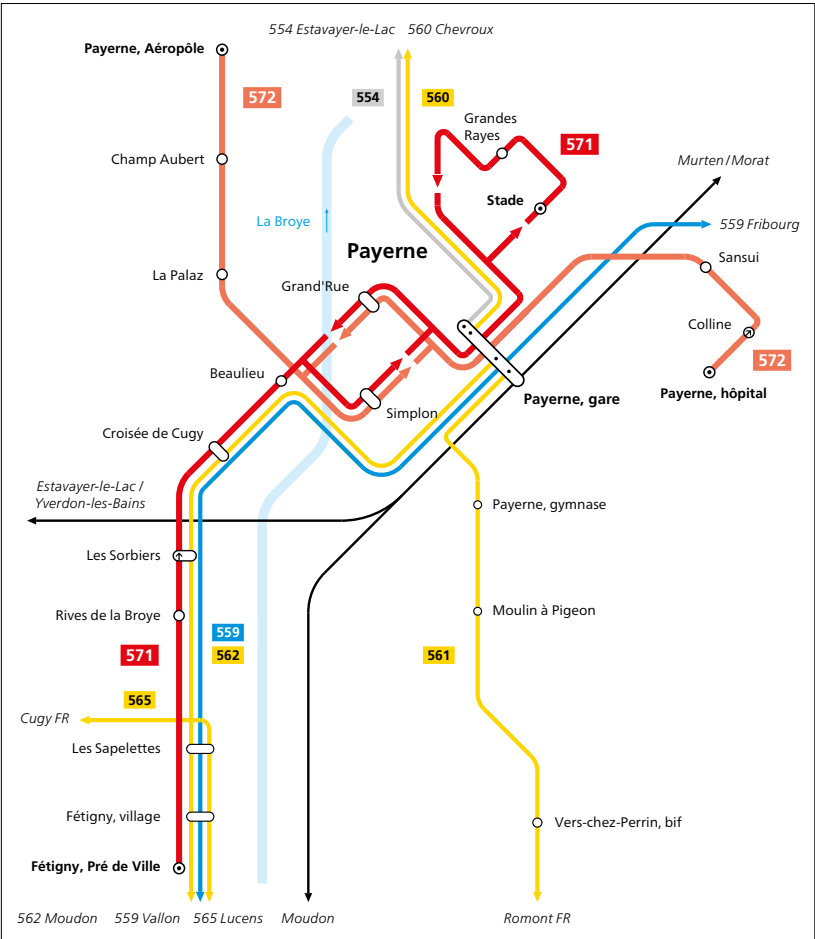 554 Estavayer-le-Lac 560 Chevroux
Payerne, Aéropôle
572
554
560
Grandes
Rayes
571
Champ Aubert
Murten/Morat
Stade
La Broye
559 Fribourg
Payerne
Sansui
La Palaz
Grand'Rue
Colline
572
Beaulieu
Payerne, hôpital
Payerne, gare
Simplon
Croisée de Cugy
Estavayer-le-Lac /
Yverdon-les-Bains
Payerne, gymnase
Les Sorbiers
Rives de la Broye
Moulin à Pigeon
559
571
562
561
565
Cugy FR
Les Sapelettes
Fétigny, village
Vers-chez-Perrin, bif
Fétigny, Pré de Ville
562 Moudon 559 Vallon 565 Lucens Moudon Romont FR